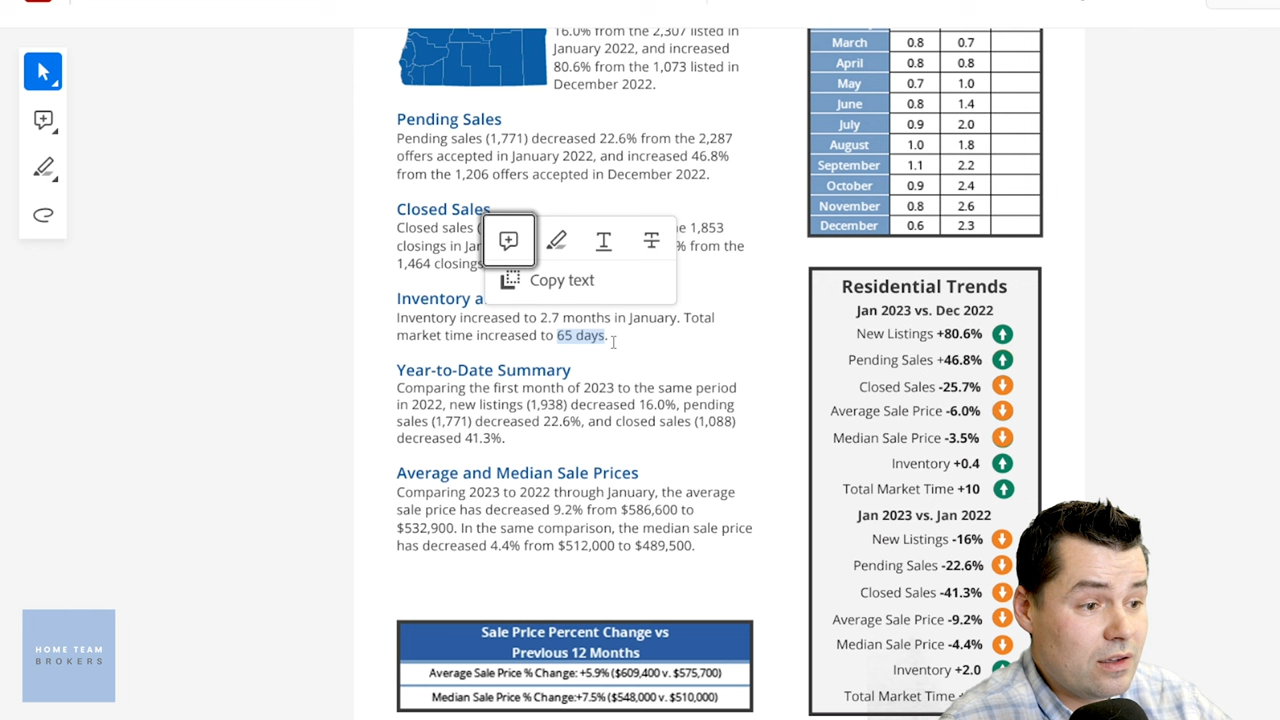 16.0% from the 2,307 listed in
January 2022, and increased
80.6% from the 1,073 listed in
December 2022.
Pending Sales
Pending sales (1,771) decreased 22.6% from the 2,287
offers accepted in January 2022, and increased 46.8%
from the 1,206 offers accepted in December 2022.
Closed Sales
Closed sales ( e 1,853
closings in Jan % from the
1,464 closings
Copy text
Inventory a
Inventory increased to 2.7 months in January. Total
market time increased to 65 days.
Year-to-Date Summary
Comparing the first month of 2023 to the same period
in 2022, new listings (1,938) decreased 16.0%, pending
sales (1,771) decreased 22.6%, and closed sales (1,088)
decreased 41.3%.
Average and Median Sale Prices
Comparing 2023 to 2022 through January, the average
sale price has decreased 9.2% from $586,600 to
$532,900. In the same comparison, the median sale price
has decreased 4.4% from $512,000 to $489,500.
Sale Price Percent Change vs
Previous 12 Months
Average Sale Price % Change: +5.9% ($609,400 v. $575,700)
Median Sale Price % Change:+7.5% ($548,000 v. $510,000)
March 0.8 0.7
April 0.8 0.8
May 0.7 1.0
June 0.8 1.4
July 0.9 2.0
August 1.0 1.8
September 1.1 2.2
October 0.9 2.4
November 0.8 2.6
December 0.6 2.3
Residential Trends
Jan 2023 vs. Dec 2022
New Listings +80.6%
Pending Sales +46.8%
Closed Sales -25.7%
Average Sale Price -6.0%
Median Sale Price -3.5%
Inventory +0.4
Total Market Time +10
Jan 2023 vs. Jan 2022
New Listings -16%
Pending Sales -22.6%
Closed Sales -41.3%
Average Sale Price -9.2%
Median Sale Price -4.4%
Inventory +2.0
Total Market Time
HOME TEAM
BROKERS